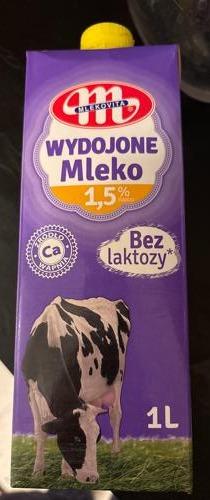 m
MLEKOVITA
WYDOJONE
Mleko
1,5%
ŹRÓDŁO
Ca
WAPNIA
Bez
laktozy*
1L